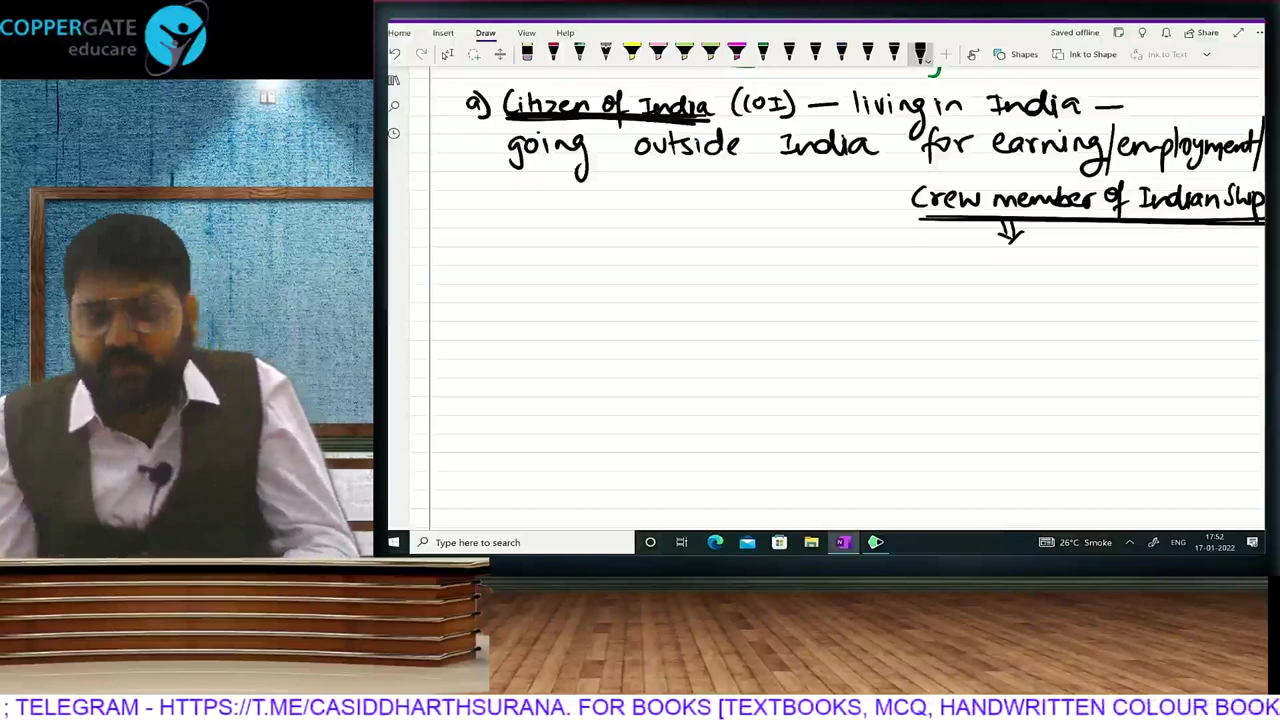 COPPERGATE
educare
Home Insert Draw View Help
Saved offline
Share
Shapes
Ink to Shape
Ink to Text
a) Citizen of India (COI) — living in India —
going outside India for earning/employment/
Crew member of Indian Ship
⇓
Type here to search
26°C Smoke
ENG
17:52
17-01-2022
; TELEGRAM - HTTPS://T.ME/CASIDDHARTHSURANA. FOR BOOKS [TEXTBOOKS, MCQ, HANDWRITTEN COLOUR BOOK